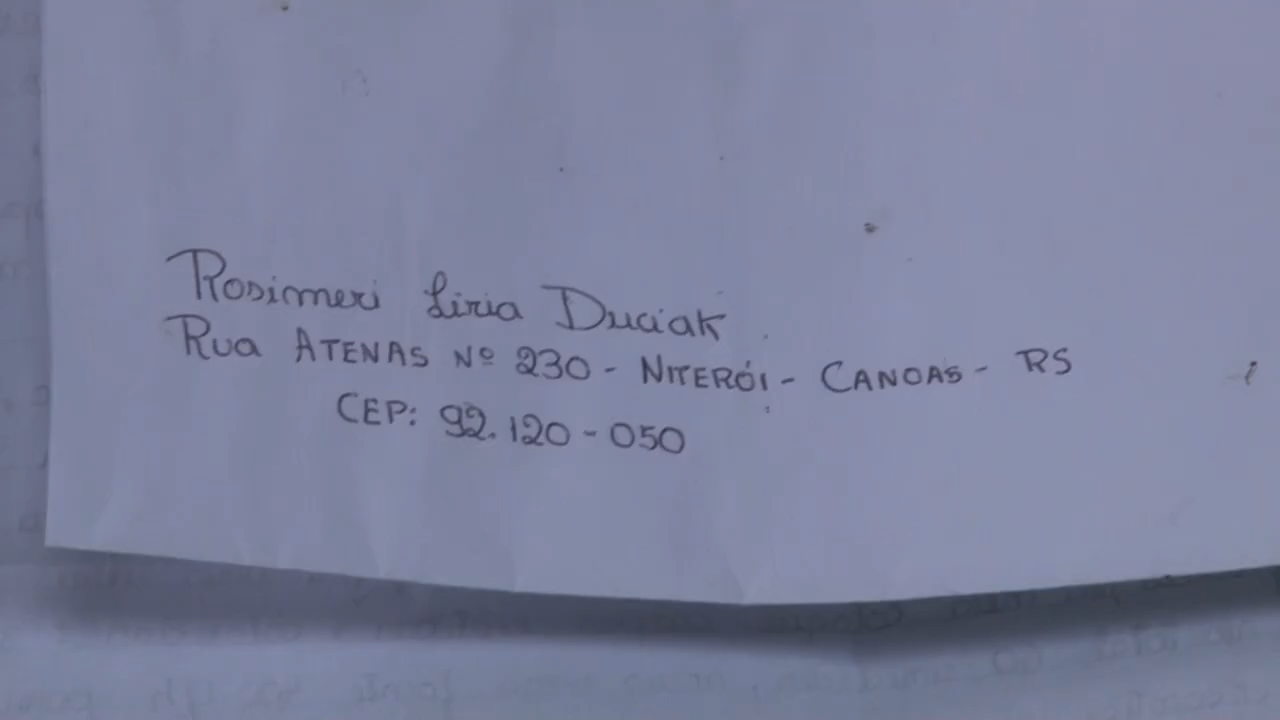 Rosimeri Liria Duciak
Rua ATENAS Nº 230 - NITERÓI - CANOAS - RS
CEP: 92.120-050